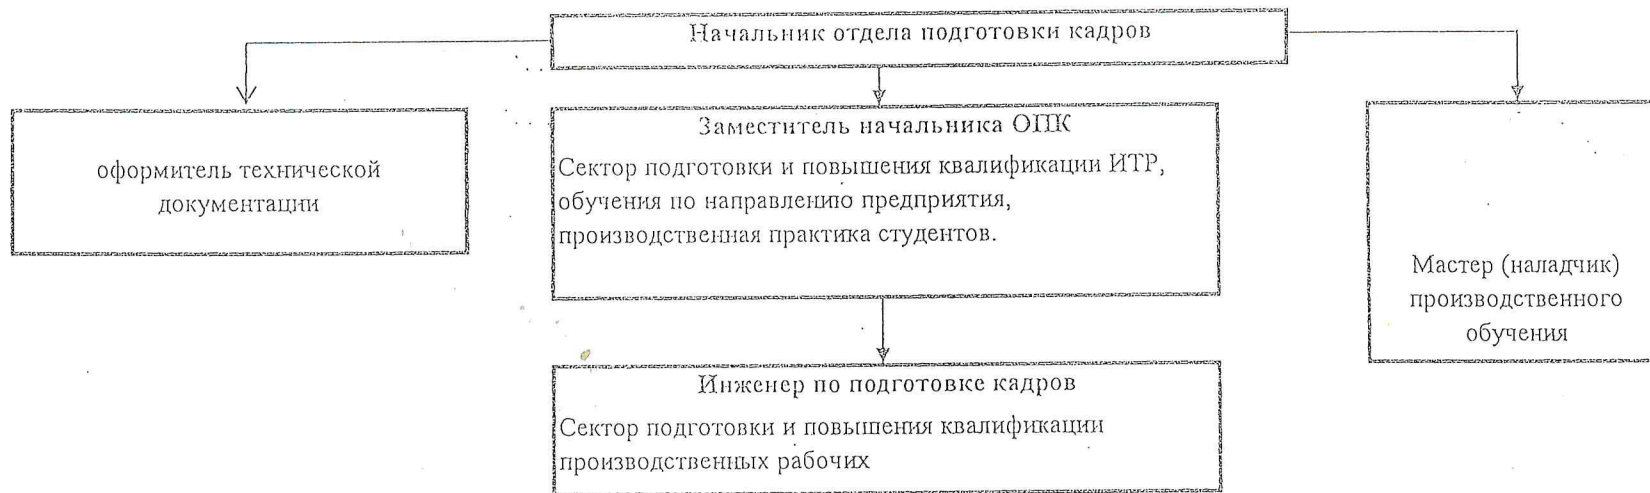 Начальник отдела подготовки кадров
оформитель технической
документации
Заместитель начальника ОПК
Сектор подготовки и повышения квалификации ИТР,
обучения по направлению предприятия,
производственная практика студентов.
Мастер (наладчик)
производственного
обучения
Инженер по подготовке кадров
Сектор подготовки и повышения квалификации
производственных рабочих